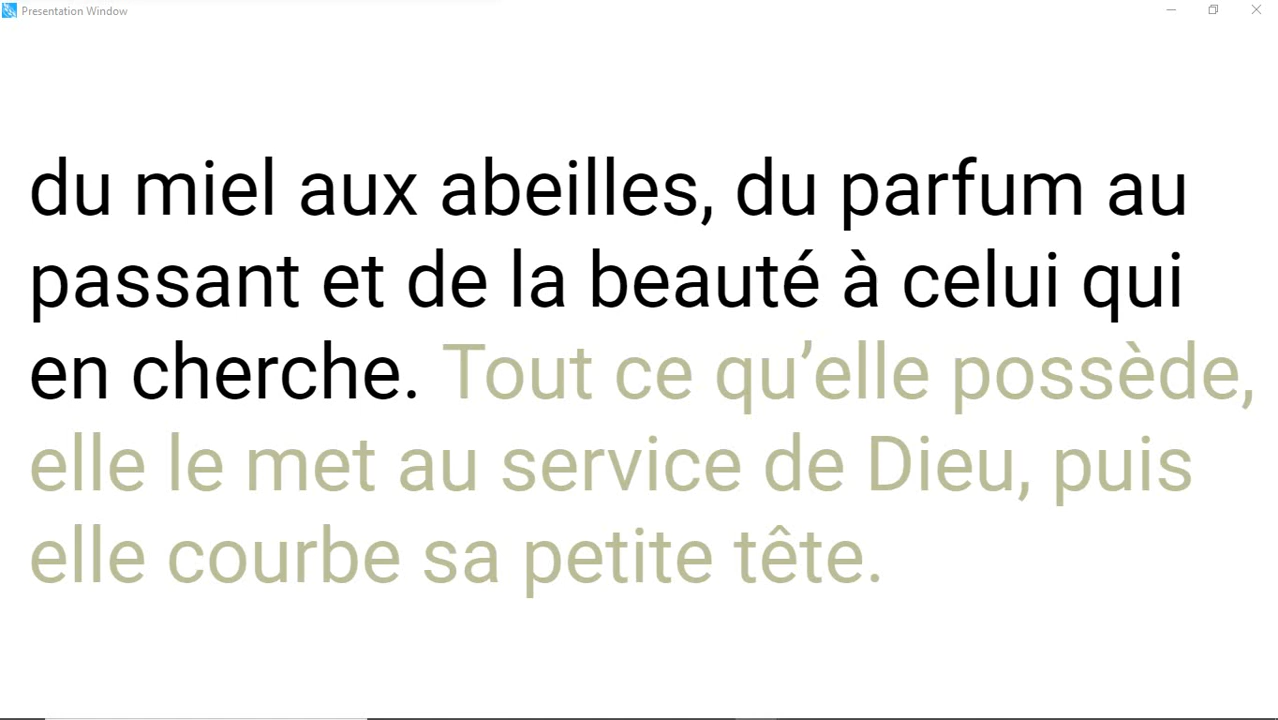 Presentation Window
du miel aux abeilles, du parfum au
passant et de la beauté à celui qui
en cherche. Tout ce qu’elle possède,
elle le met au service de Dieu, puis
elle courbe sa petite tête.